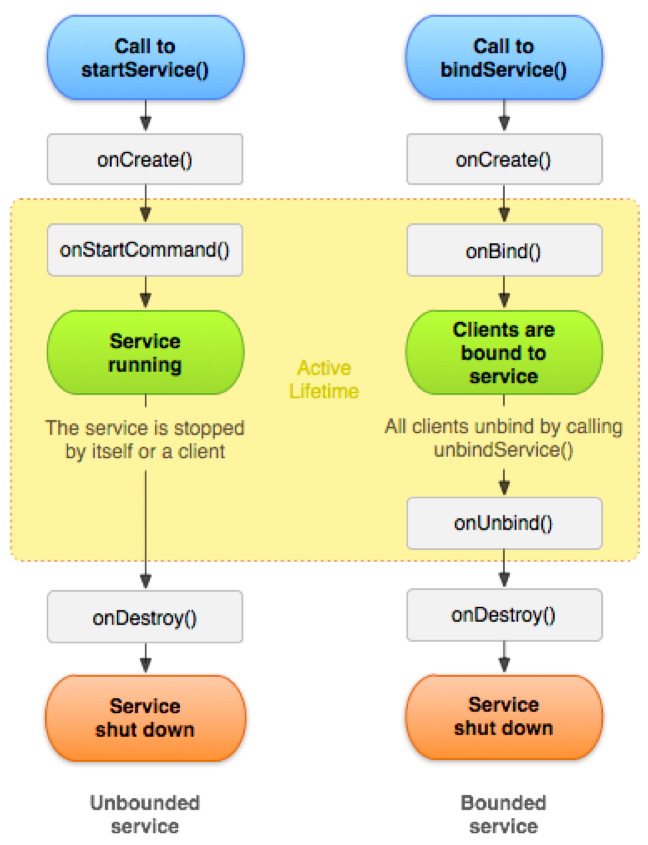 Call to
startService()
onCreate()
onStartCommand()
Service
running
The service is stopped
by itself or a client
onDestroy()
Service
shut down
Unbounded
service
Active
Lifetime
Call to
bindService()
onCreate()
onBind()
Clients are
bound to
service
All clients unbind by calling
unbindService()
onUnbind()
onDestroy()
Service
shut down
Bounded
service